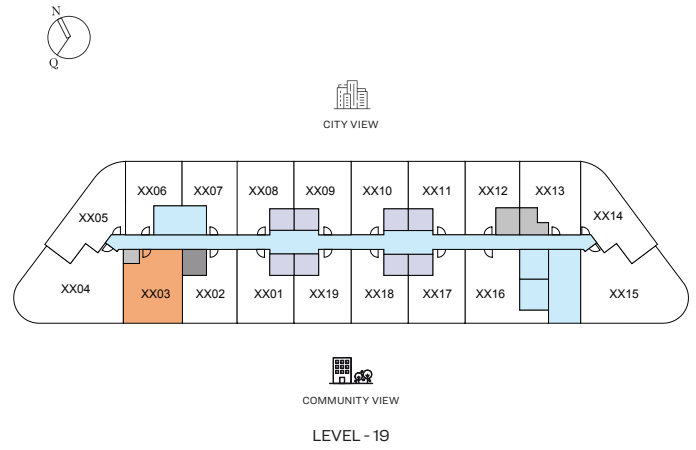 N
Q
CITY VIEW
XX06 XX07 XX08 XX09 XX10 XX11 XX12 XX13
XX05 XX14
XX04 XX03 XX02 XX01 XX19 XX18 XX17 XX16 XX15
COMMUNITY VIEW
LEVEL - 19